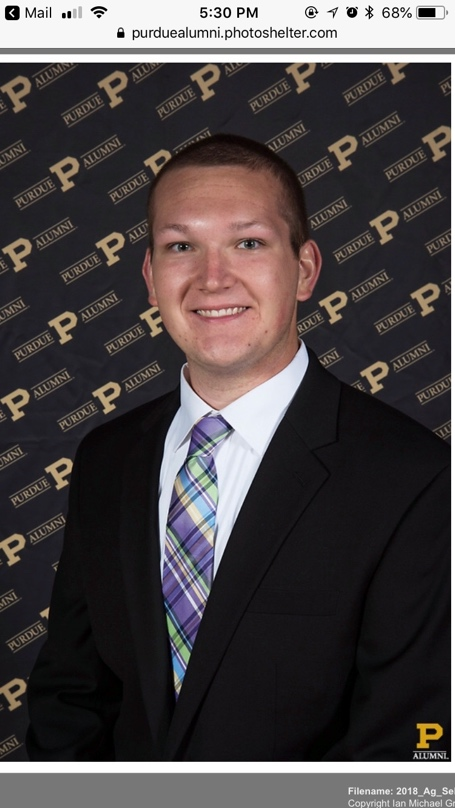 Mail
5:30 PM
68%
purduealumni.photoshelter.com
PURDUE P ALUMNI
P
ALUMNI.
Filename: 2018_Ag_Sel
Copyright Ian Michael Gr